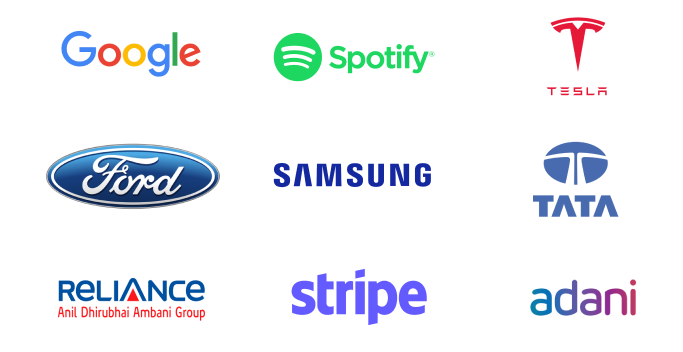 Google
Spotify®
TESLA
Ford
SAMSUNG
TATA
RELIANCE
Anil Dhirubhai Ambani Group
stripe
adani